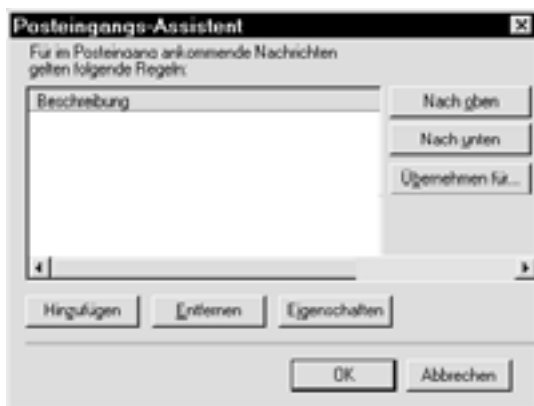 Posteingangs-Assistent
Für im Posteingang ankommende Nachrichten
gelten folgende Regeln:
Beschreibung
Nach oben
Nach unten
Übernehmen für...
Hinzufügen
Entfernen
Eigenschaften
OK
Abbrechen